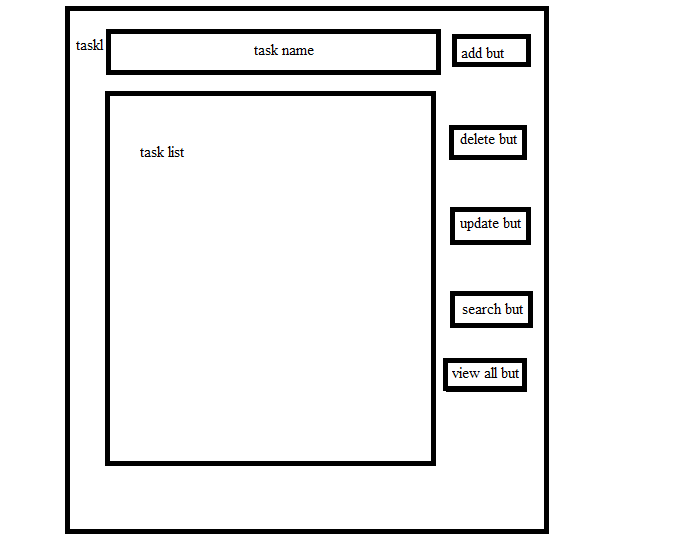 taskl
task name
add but
delete but
task list
update but
search but
view all but